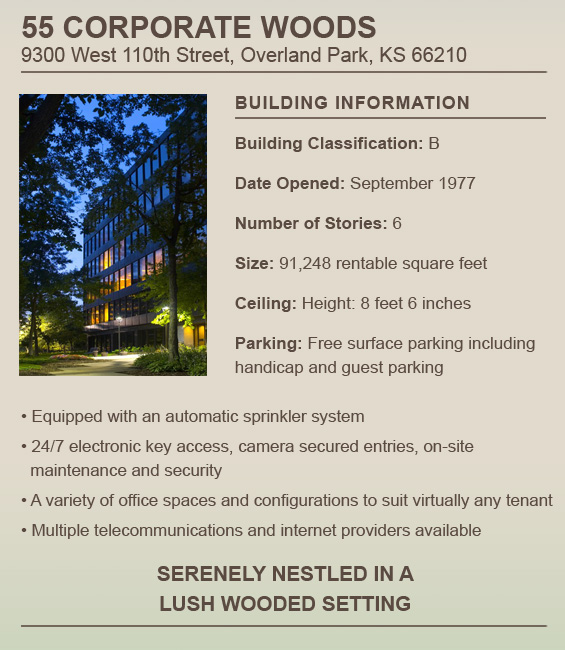 55 CORPORATE WOODS
9300 West 110th Street, Overland Park, KS 66210
BUILDING INFORMATION
Building Classification: B
Date Opened: September 1977
Number of Stories: 6
Size: 91,248 rentable square feet
Ceiling: Height: 8 feet 6 inches
Parking: Free surface parking including
handicap and guest parking
• Equipped with an automatic sprinkler system
• 24/7 electronic key access, camera secured entries, on-site
maintenance and security
• A variety of office spaces and configurations to suit virtually any tenant
• Multiple telecommunications and internet providers available
SERENELY NESTLED IN A
LUSH WOODED SETTING